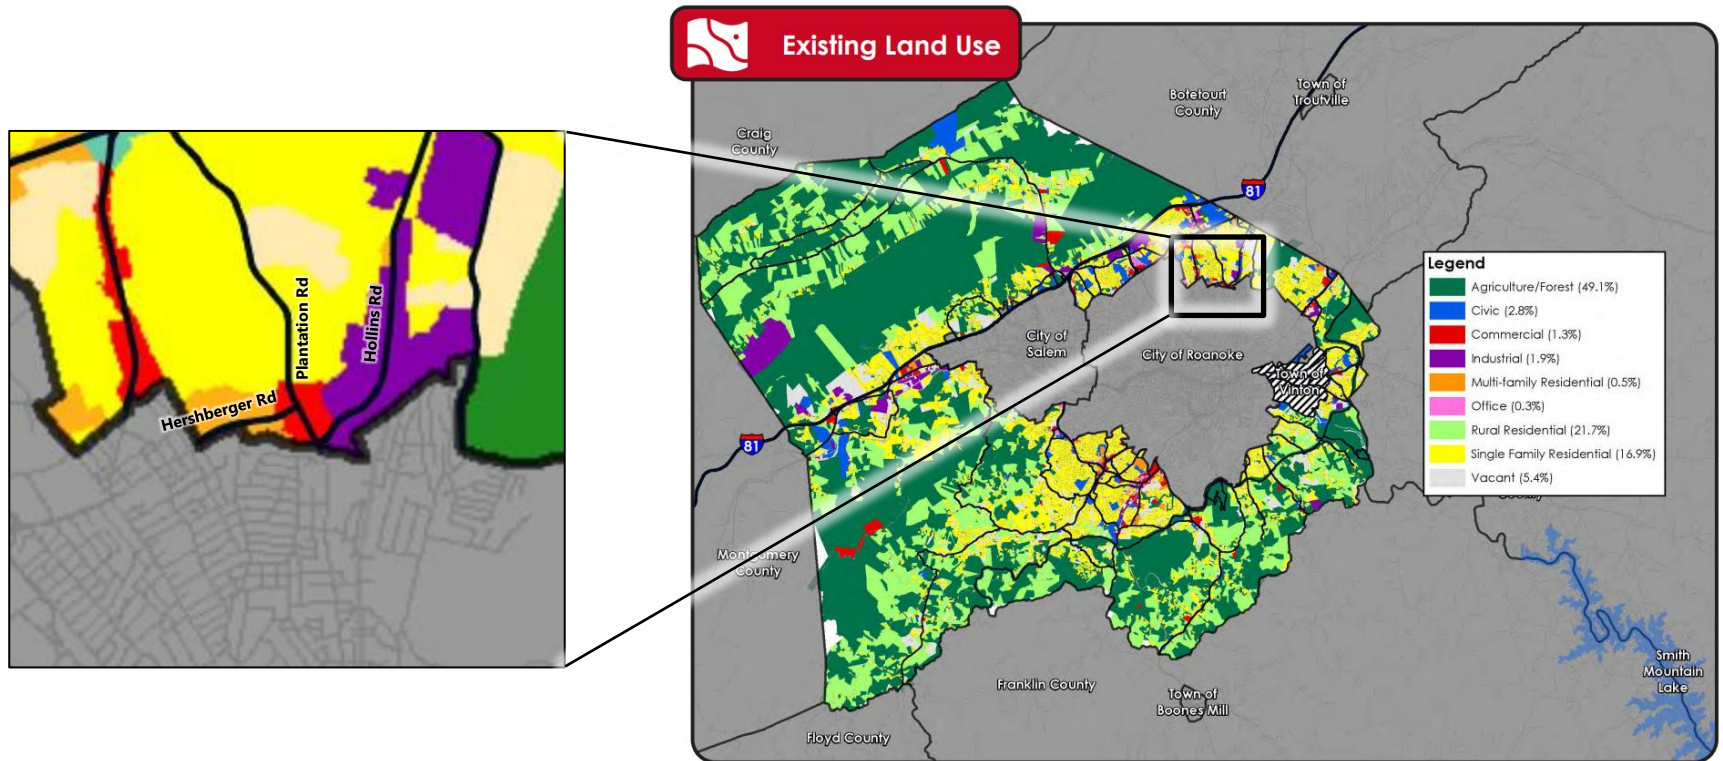 Existing Land Use
Botetourt
County
Town of
Troutville
Craig
County
81
City of
Salem
City of Roanoke
Town of
Vinton
81
Montgomery
County
Franklin County
Town of
Boones Mill
Floyd County
Smith
Mountain
Lake
Legend
Agriculture/Forest (49.1%)
Civic (2.8%)
Commercial (1.3%)
Industrial (1.9%)
Multi-family Residential (0.5%)
Office (0.3%)
Rural Residential (21.7%)
Single Family Residential (16.9%)
Vacant (5.4%)
Plantation Rd
Hollins Rd
Hershberger Rd